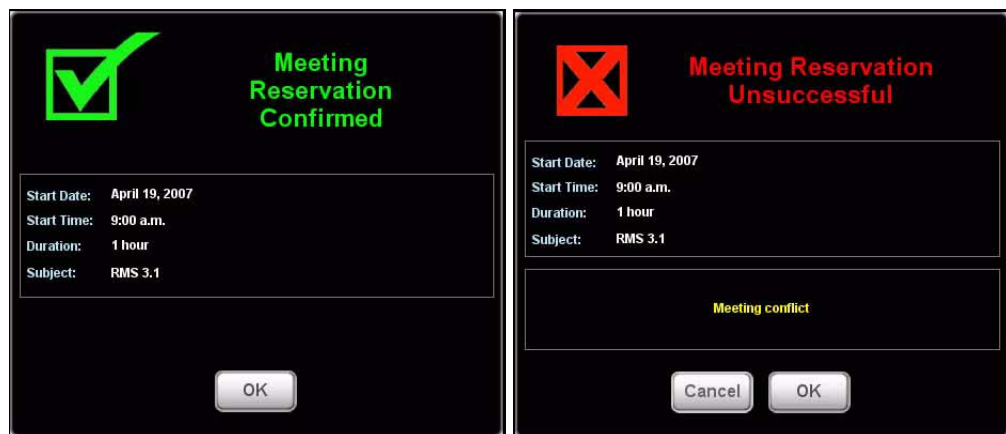 Meeting
Reservation
Confirmed
Start Date: April 19, 2007
Start Time: 9:00 a.m.
Duration: 1 hour
Subject: RMS 3.1
OK
Meeting Reservation
Unsuccessful
Start Date: April 19, 2007
Start Time: 9:00 a.m.
Duration: 1 hour
Subject: RMS 3.1
Meeting conflict
Cancel OK